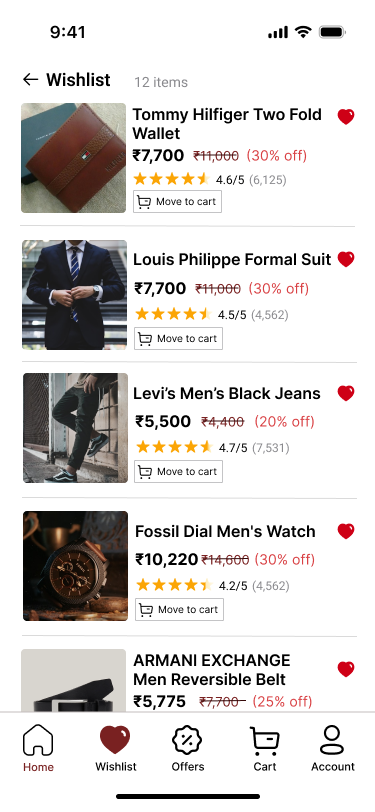 9:41
Wishlist 12 items
Tommy Hilfiger Two Fold
Wallet
₹7,700 ₹11,000 (30% off)
4.6/5 (6,125)
Move to cart
Louis Philippe Formal Suit
₹7,700 ₹11,000 (30% off)
4.5/5 (4,562)
Move to cart
Levi’s Men’s Black Jeans
₹5,500 ₹4,400 (20% off)
4.7/5 (7,531)
Move to cart
Fossil Dial Men's Watch
₹10,220 ₹14,600 (30% off)
4.2/5 (4,562)
Move to cart
ARMANI EXCHANGE
Men Reversible Belt
₹5,775 ₹7,700 (25% off)
Home Wishlist Offers Cart Account